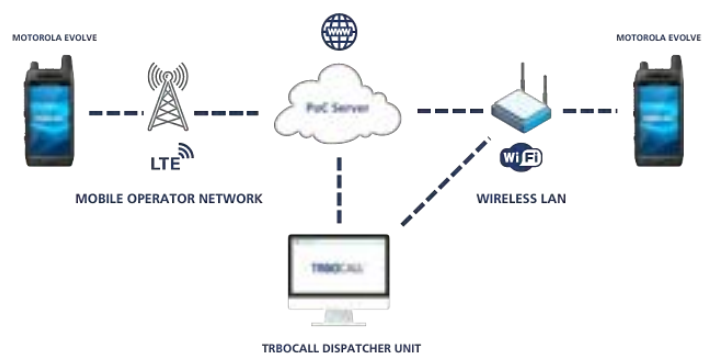 WWW
MOTOROLA EVOLVE
MOTOROLA EVOLVE
PoC Server
LTE
WiFi
MOBILE OPERATOR NETWORK
WIRELESS LAN
TRBOCALL
TRBOCALL DISPATCHER UNIT